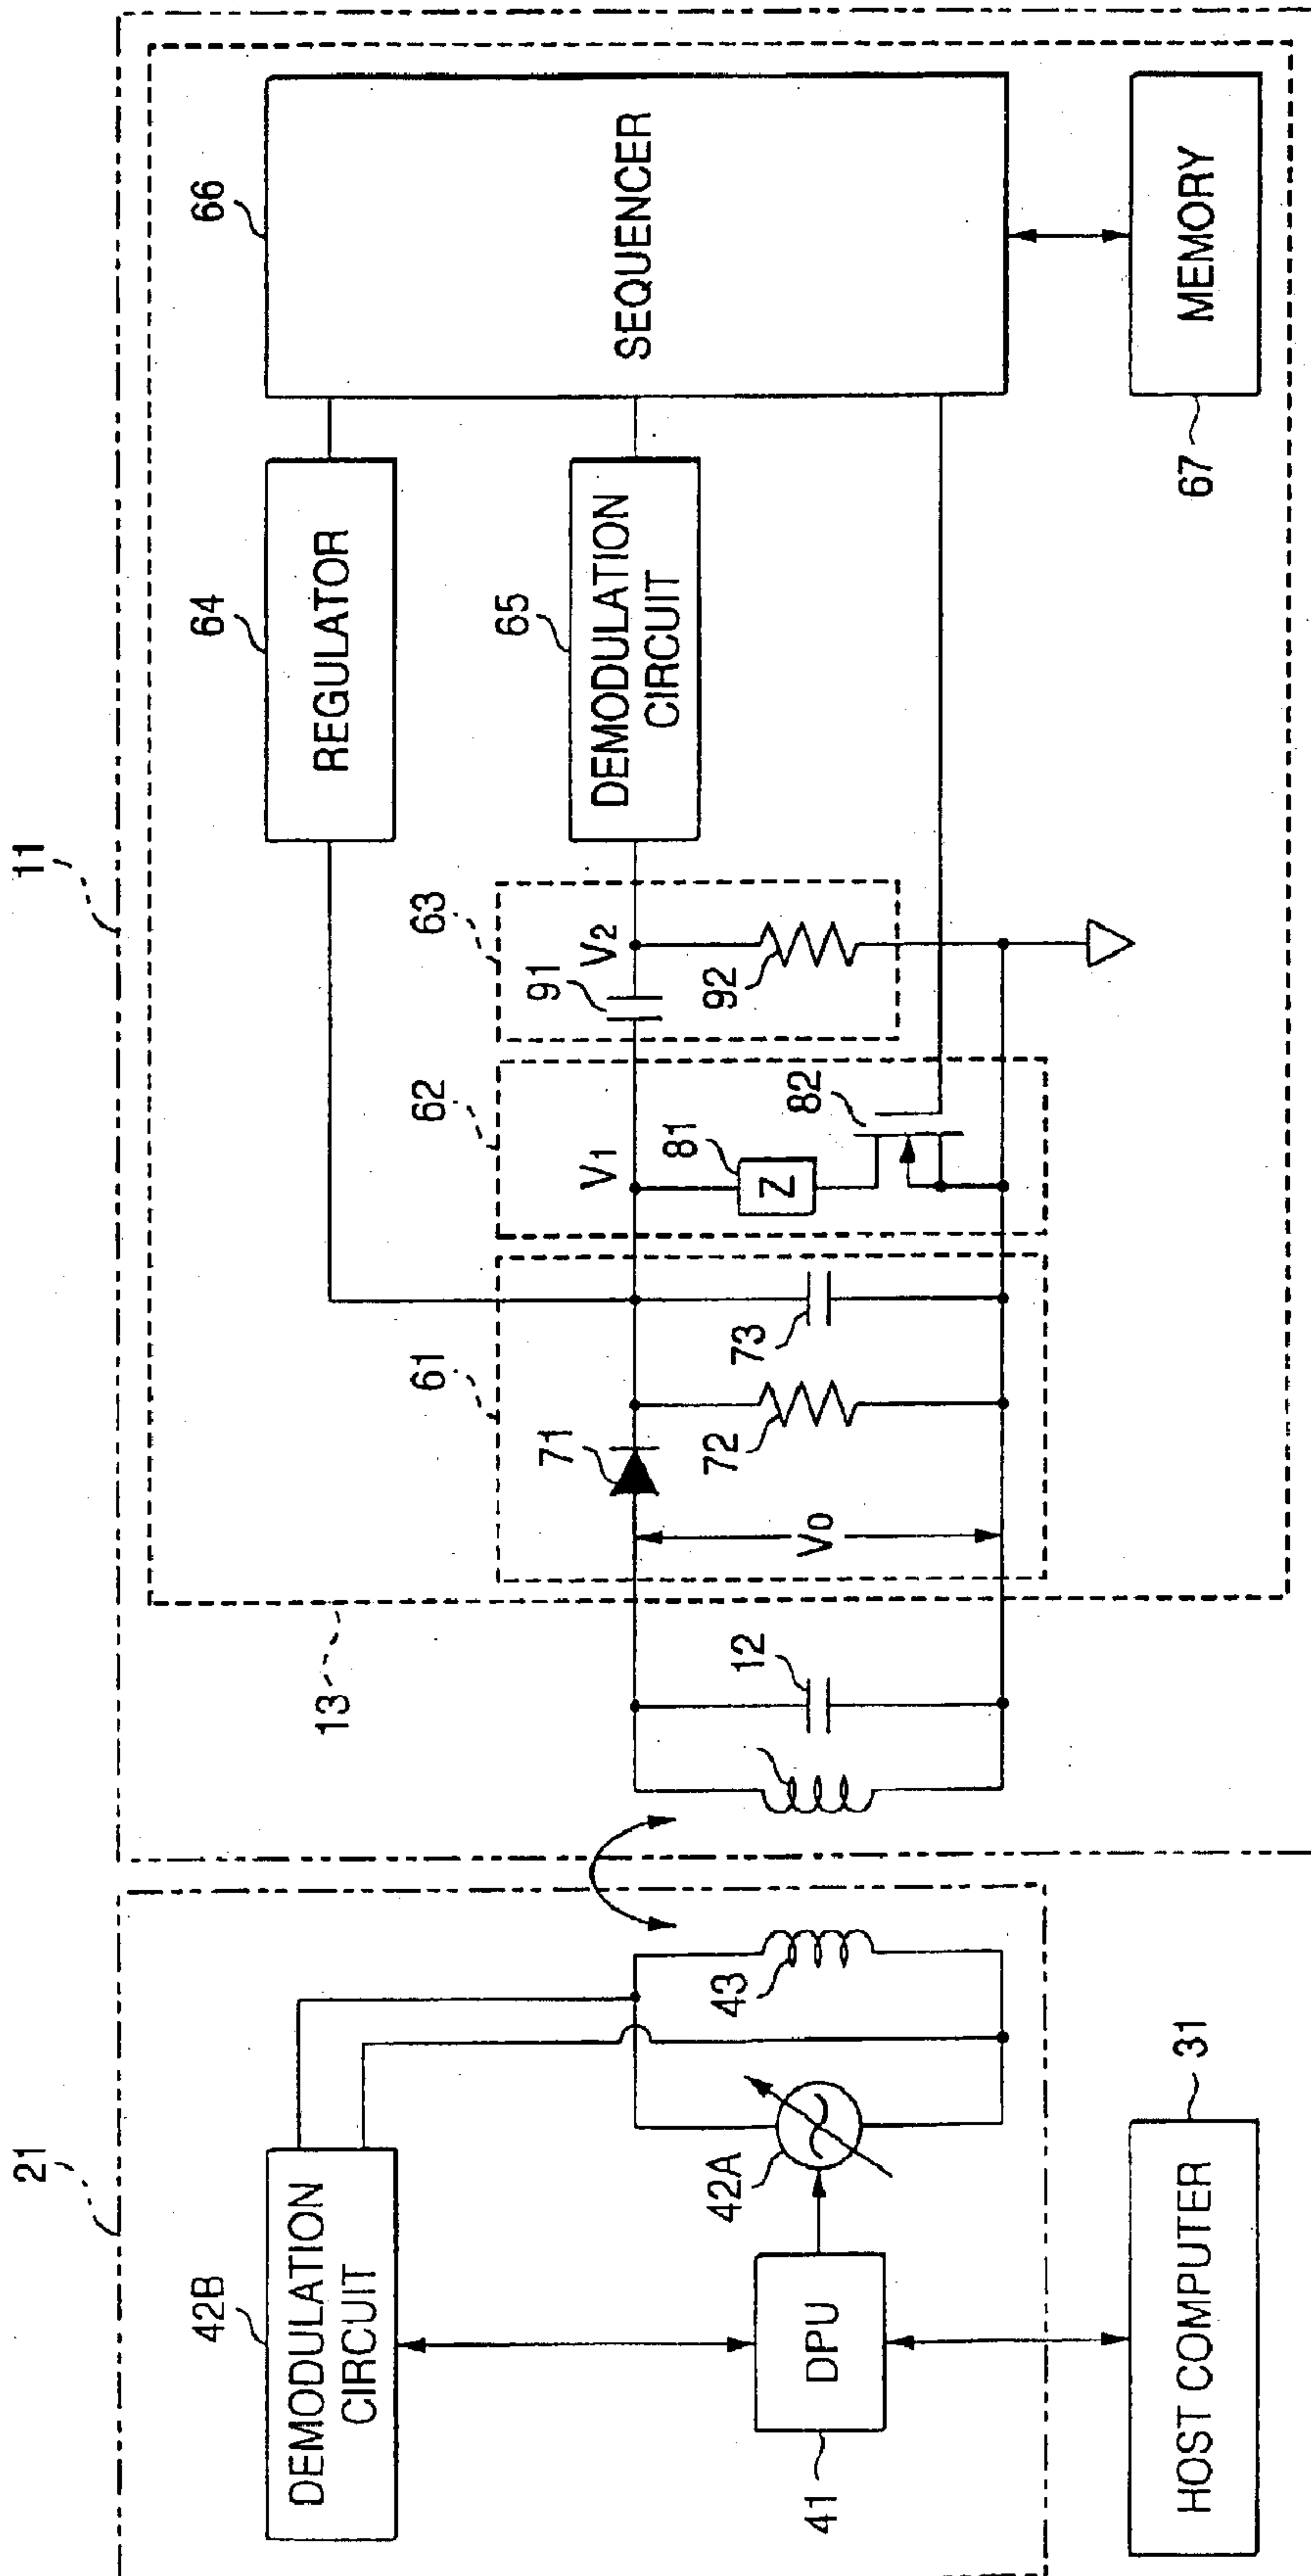 21
11
42B
DEMODULATION
CIRCUIT
41
DPU
42A
43
HOST COMPUTER
31
13
12
61
71
72
73
V0
62
V1
81
Z
82
63
91
V2
92
64
REGULATOR
65
DEMODULATION
CIRCUIT
66
SEQUENCER
67
MEMORY